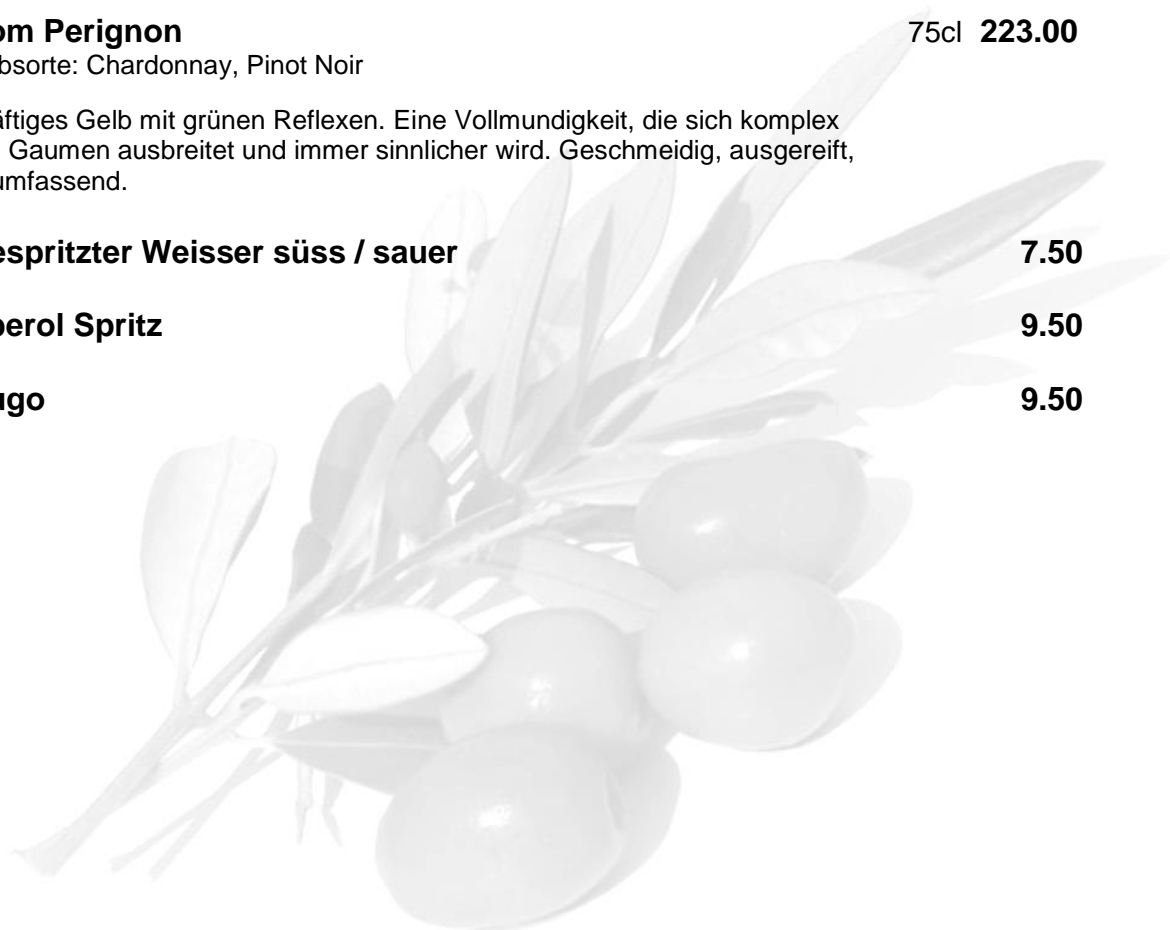 om Perignon 75cl 223.00
bsorte: Chardonnay, Pinot Noir
äftiges Gelb mit grünen Reflexen. Eine Vollmundigkeit, die sich komplex
Gaumen ausbreitet und immer sinnlicher wird. Geschmeidig, ausgereift,
umfassend.
espritzter Weisser süss / sauer 7.50
perol Spritz 9.50
ugo 9.50